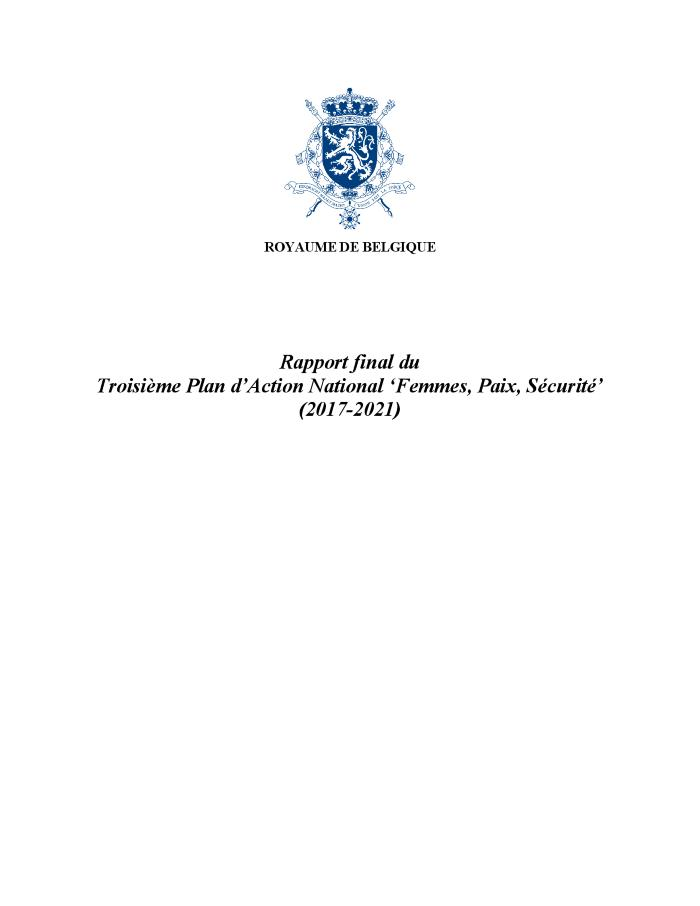 ROYAUME DE BELGIQUE
Rapport final du
Troisième Plan d’Action National ‘Femmes, Paix, Sécurité’
(2017-2021)